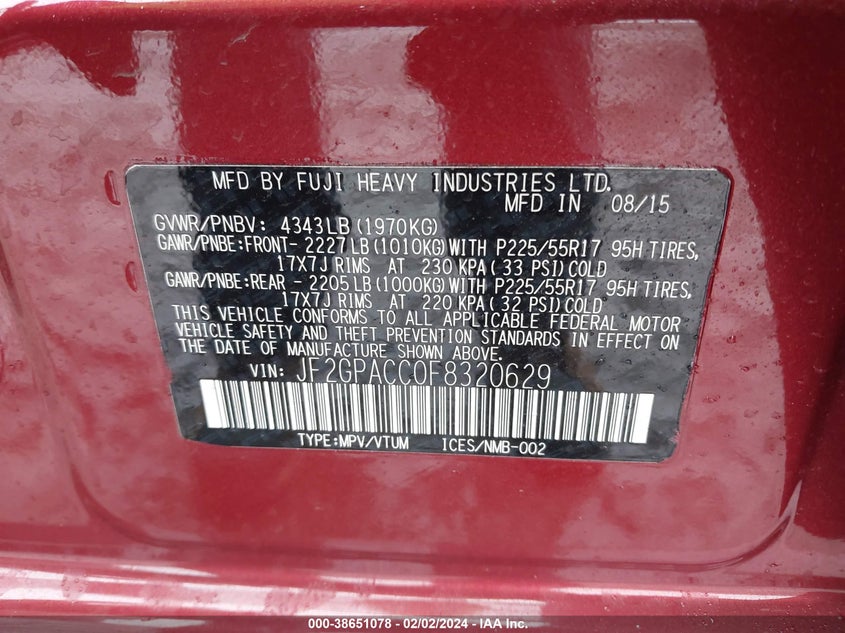 MFD BY FUJI HEAVY INDUSTRIES LTD.
MFD IN 08/15
GVWR/PNBV: 4343LB(1970KG)
GAWR/PNBE:FRONT- 2227LB(1010KG)WITH P225/55R17 95H TIRES,
17X7J RIMS AT 230 KPA(33 PSI)COLD
GAWR/PNBE:REAR - 2205LB(1000KG)WITH P225/55R17 95H TIRES,
17X7J RIMS AT 220 KPA(32 PSI)COLD
THIS VEHICLE CONFORMS TO ALL APPLICABLE FEDERAL MOTOR
VEHICLE SAFETY AND THEFT PREVENTION STANDARDS IN EFFECT ON
THE DATE OF MANUFACTURE SHOWN ABOVE.
VIN: JF2GPACC0F8320629
TYPE:MPV/VTUM ICES/NMB-002
000-38651078 - 02/02/2024 - IAA Inc.